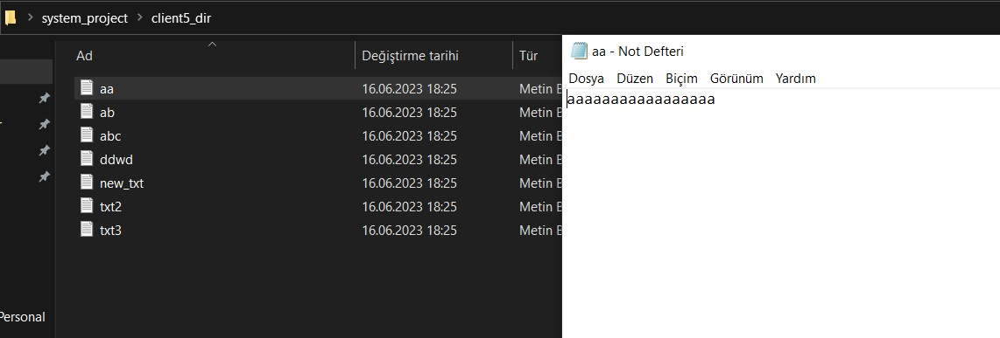 system_project > client5_dir
Ad Değiştirme tarihi Tür
aa 16.06.2023 18:25 Metin B
ab 16.06.2023 18:25 Metin B
abc 16.06.2023 18:25 Metin B
ddwd 16.06.2023 18:25 Metin B
new_txt 16.06.2023 18:25 Metin B
txt2 16.06.2023 18:25 Metin B
txt3 16.06.2023 18:25 Metin B
Personal
aa - Not Defteri
Dosya Düzen Biçim Görünüm Yardım
aaaaaaaaaaaaaaaaa